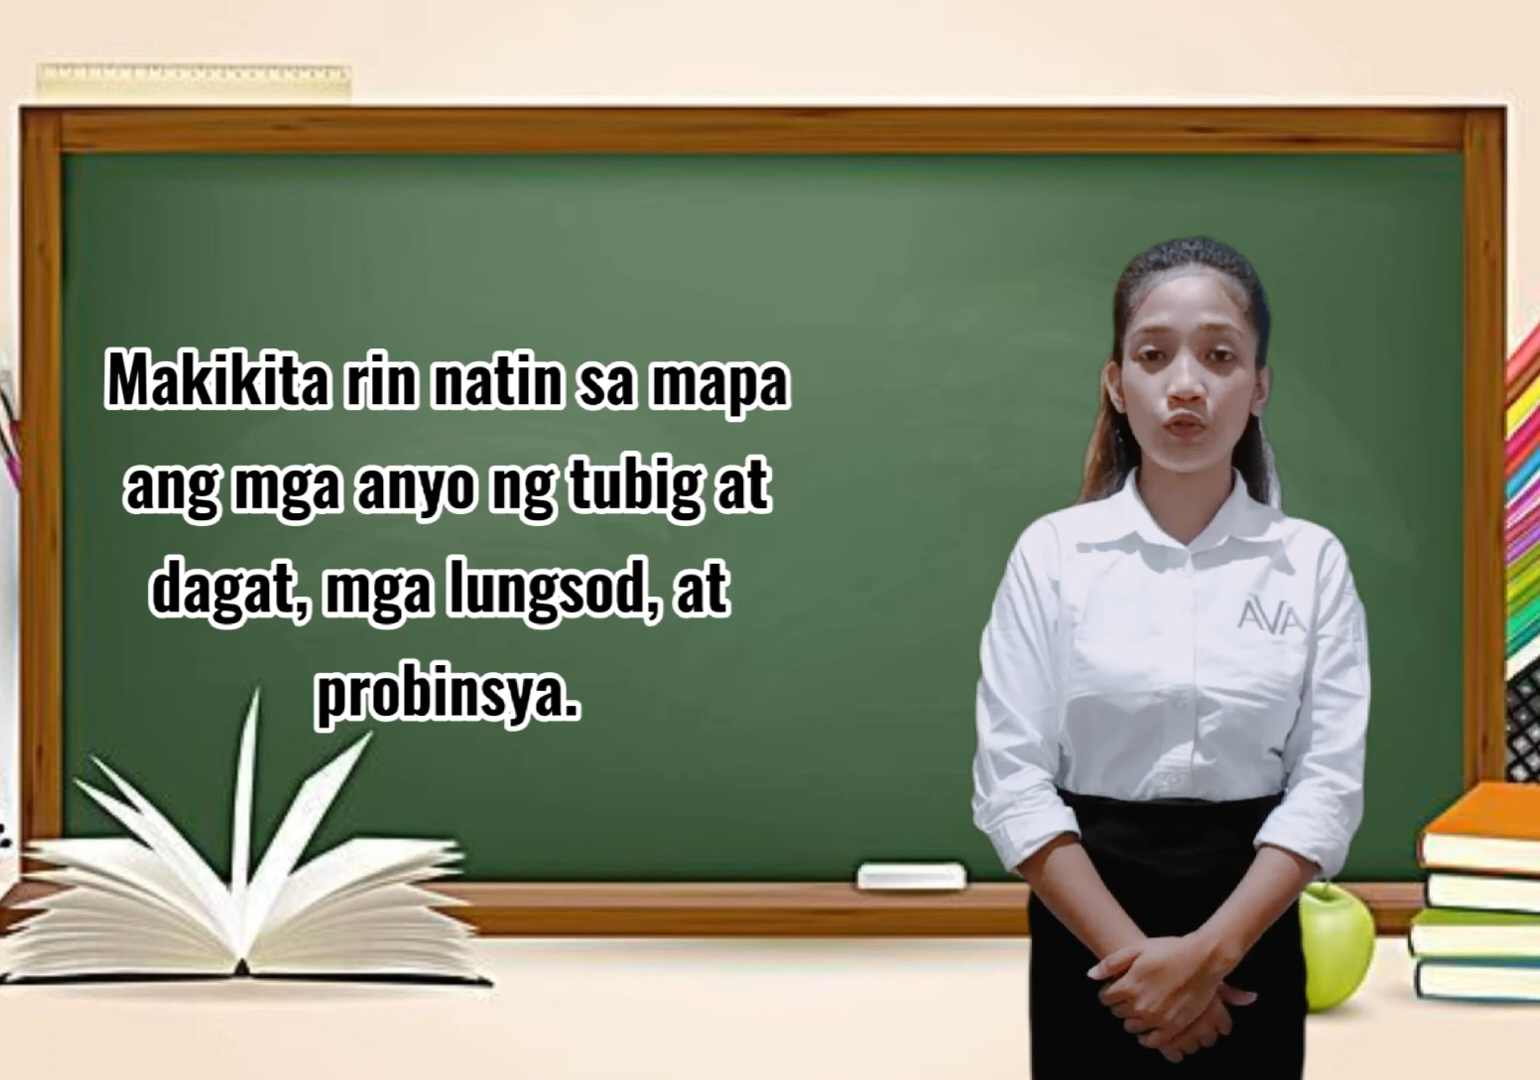 Makikita rin natin sa mapa
ang mga anyo ng tubig at
dagat, mga lungsod, at
probinsya.
AVA